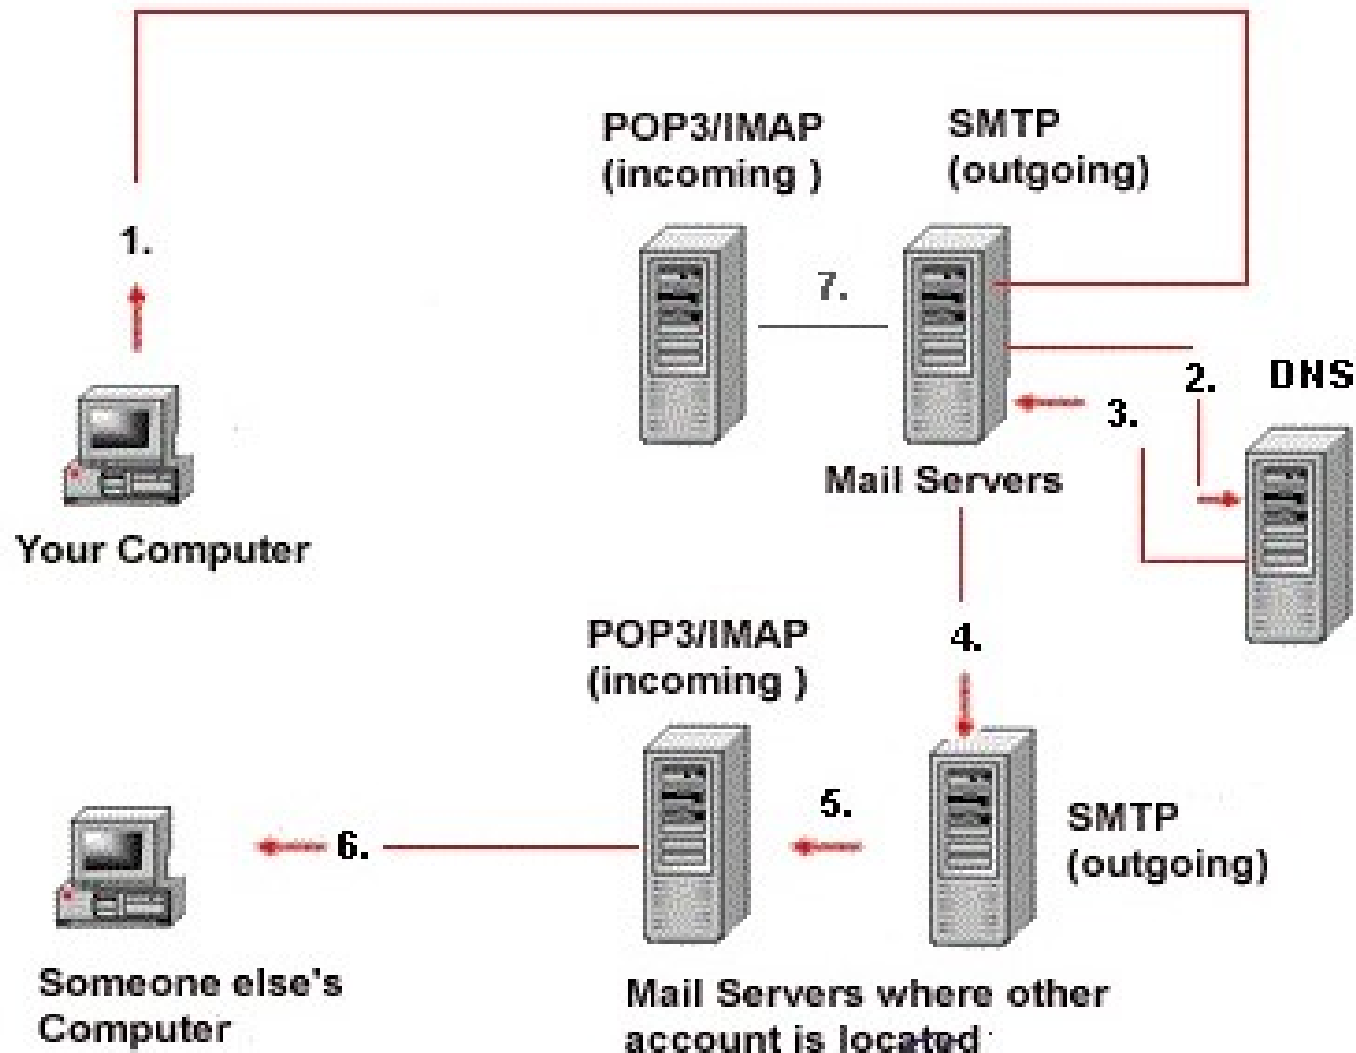 POP3/IMAP
(incoming )
SMTP
(outgoing)
1.
7.
2.
DNS
3.
Mail Servers
Your Computer
4.
POP3/IMAP
(incoming )
5.
6.
SMTP
(outgoing)
Someone else's
Computer
Mail Servers where other
account is located